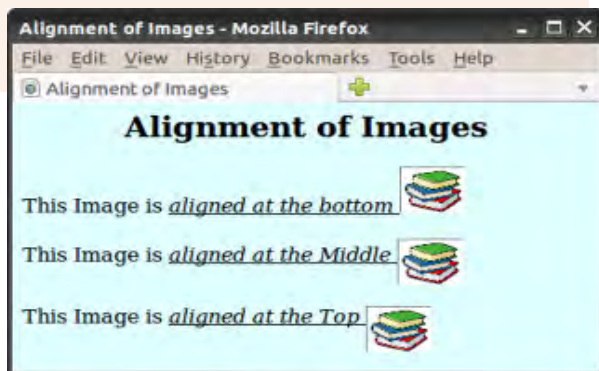 Alignment of Images - Mozilla Firefox
File Edit View History Bookmarks Tools Help
Alignment of Images
Alignment of Images
This Image is aligned at the bottom
This Image is aligned at the Middle
This Image is aligned at the Top